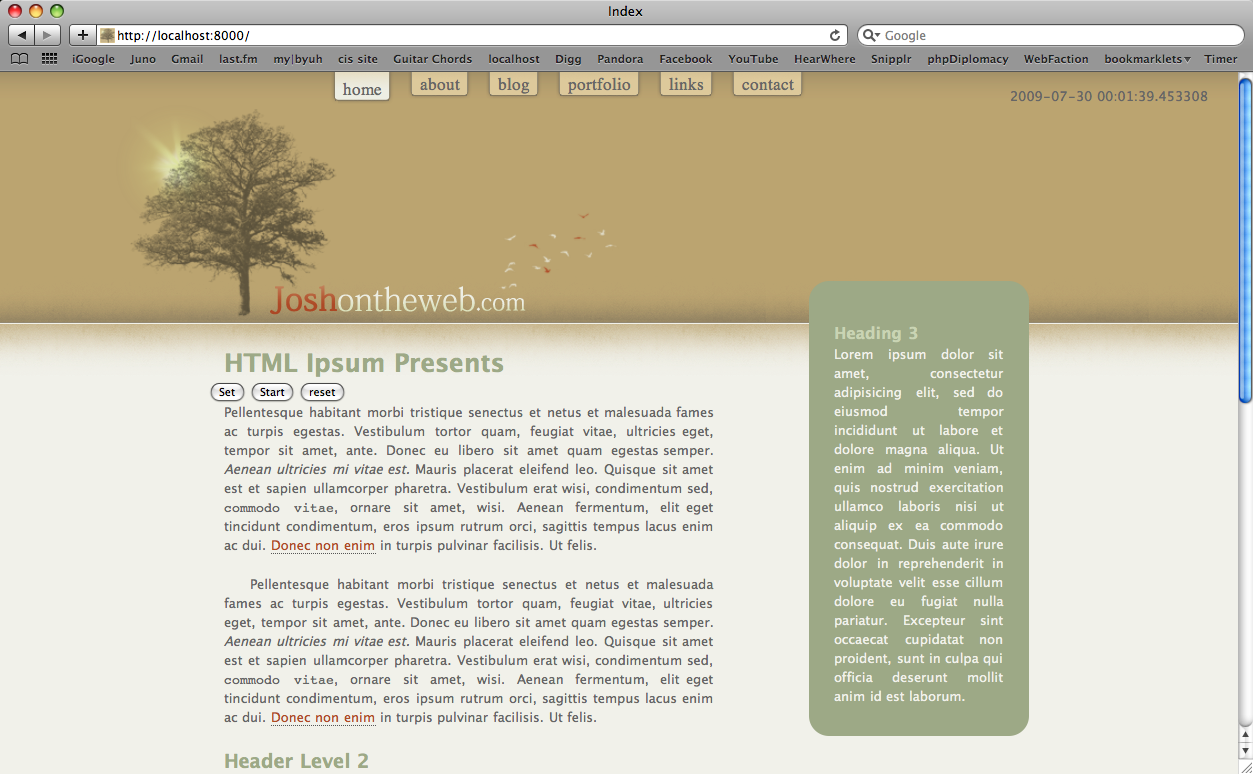 Index
http://localhost:8000/
Google
iGoogle Juno Gmail last.fm my|byuh cis site Guitar Chords localhost Digg Pandora Facebook YouTube HearWhere Snipplr phpDiplomacy WebFaction bookmarklets Timer
home about blog portfolio links contact
2009-07-30 00:01:39.453308
Joshontheweb.com
HTML Ipsum Presents
Set Start reset
Pellentesque habitant morbi tristique senectus et netus et malesuada fames
ac turpis egestas. Vestibulum tortor quam, feugiat vitae, ultricies eget,
tempor sit amet, ante. Donec eu libero sit amet quam egestas semper.
Aenean ultricies mi vitae est. Mauris placerat eleifend leo. Quisque sit amet
est et sapien ullamcorper pharetra. Vestibulum erat wisi, condimentum sed,
commodo vitae, ornare sit amet, wisi. Aenean fermentum, elit eget
tincidunt condimentum, eros ipsum rutrum orci, sagittis tempus lacus enim
ac dui. Donec non enim in turpis pulvinar facilisis. Ut felis.
Pellentesque habitant morbi tristique senectus et netus et malesuada
fames ac turpis egestas. Vestibulum tortor quam, feugiat vitae, ultricies
eget, tempor sit amet, ante. Donec eu libero sit amet quam egestas semper.
Aenean ultricies mi vitae est. Mauris placerat eleifend leo. Quisque sit amet
est et sapien ullamcorper pharetra. Vestibulum erat wisi, condimentum sed,
commodo vitae, ornare sit amet, wisi. Aenean fermentum, elit eget
tincidunt condimentum, eros ipsum rutrum orci, sagittis tempus lacus enim
ac dui. Donec non enim in turpis pulvinar facilisis. Ut felis.
Header Level 2
Heading 3
Lorem ipsum dolor sit
amet, consectetur
adipisicing elit, sed do
eiusmod tempor
incididunt ut labore et
dolore magna aliqua. Ut
enim ad minim veniam,
quis nostrud exercitation
ullamco laboris nisi ut
aliquip ex ea commodo
consequat. Duis aute irure
dolor in reprehenderit in
voluptate velit esse cillum
dolore eu fugiat nulla
pariatur. Excepteur sint
occaecat cupidatat non
proident, sunt in culpa qui
officia deserunt mollit
anim id est laborum.